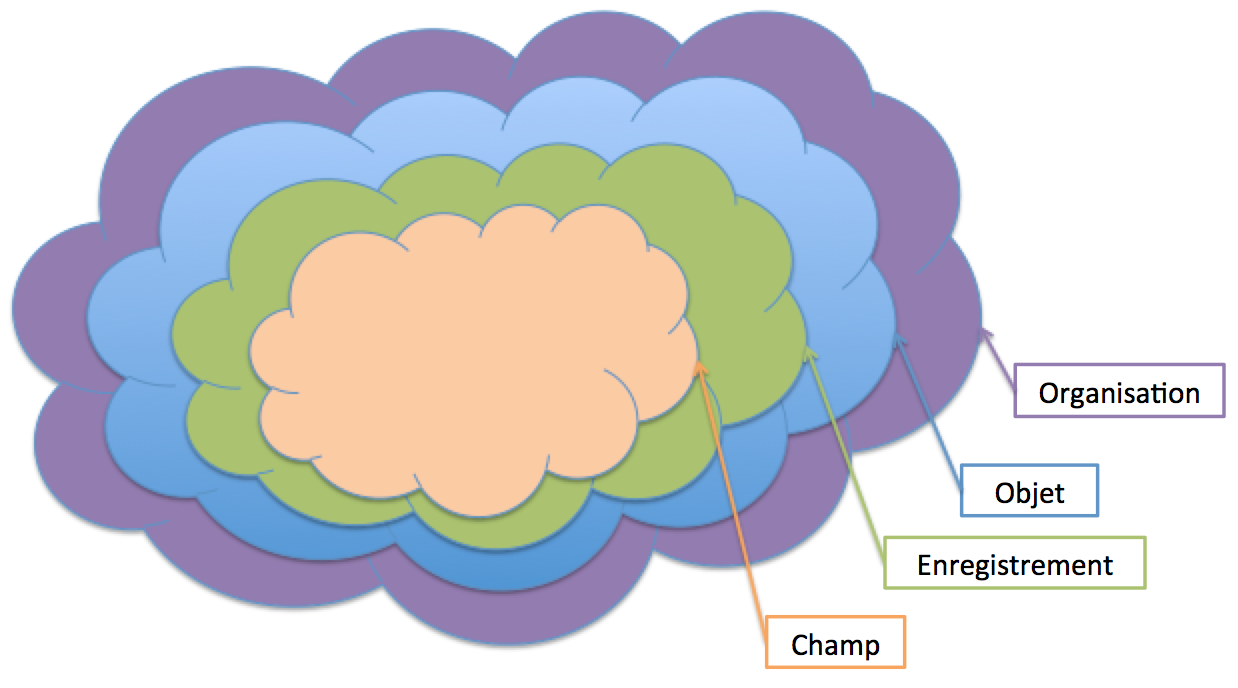 Organisation
Objet
Enregistrement
Champ